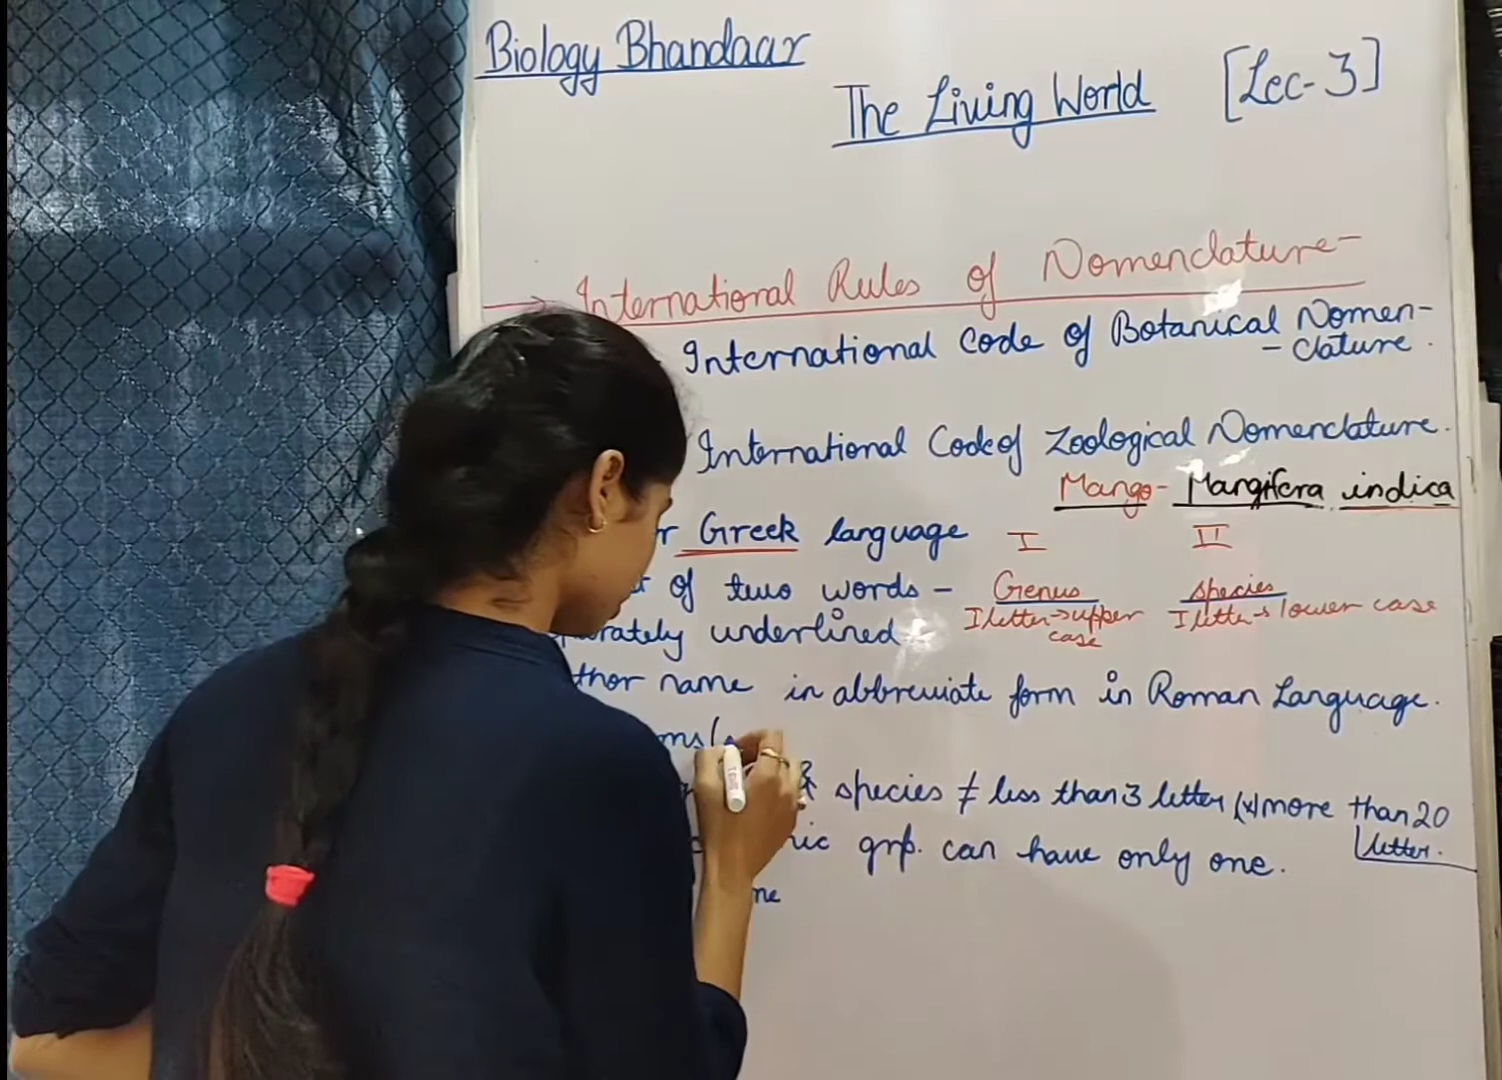 Biology Bhandaar
The Living World [Lec-3]
International Rules of Nomenclature-
International Code of Botanical Nomen-
- clature.
International Code of Zoological Nomenclature.
Mango - Mangifera indica
Greek language I II
of two words - Genus species
underlined I letter → upper case I letter → lower case
name in abbreviate form in Roman Language.
species ≠ less than 3 letter (x) more than 20 letter.
grp. can have only one.